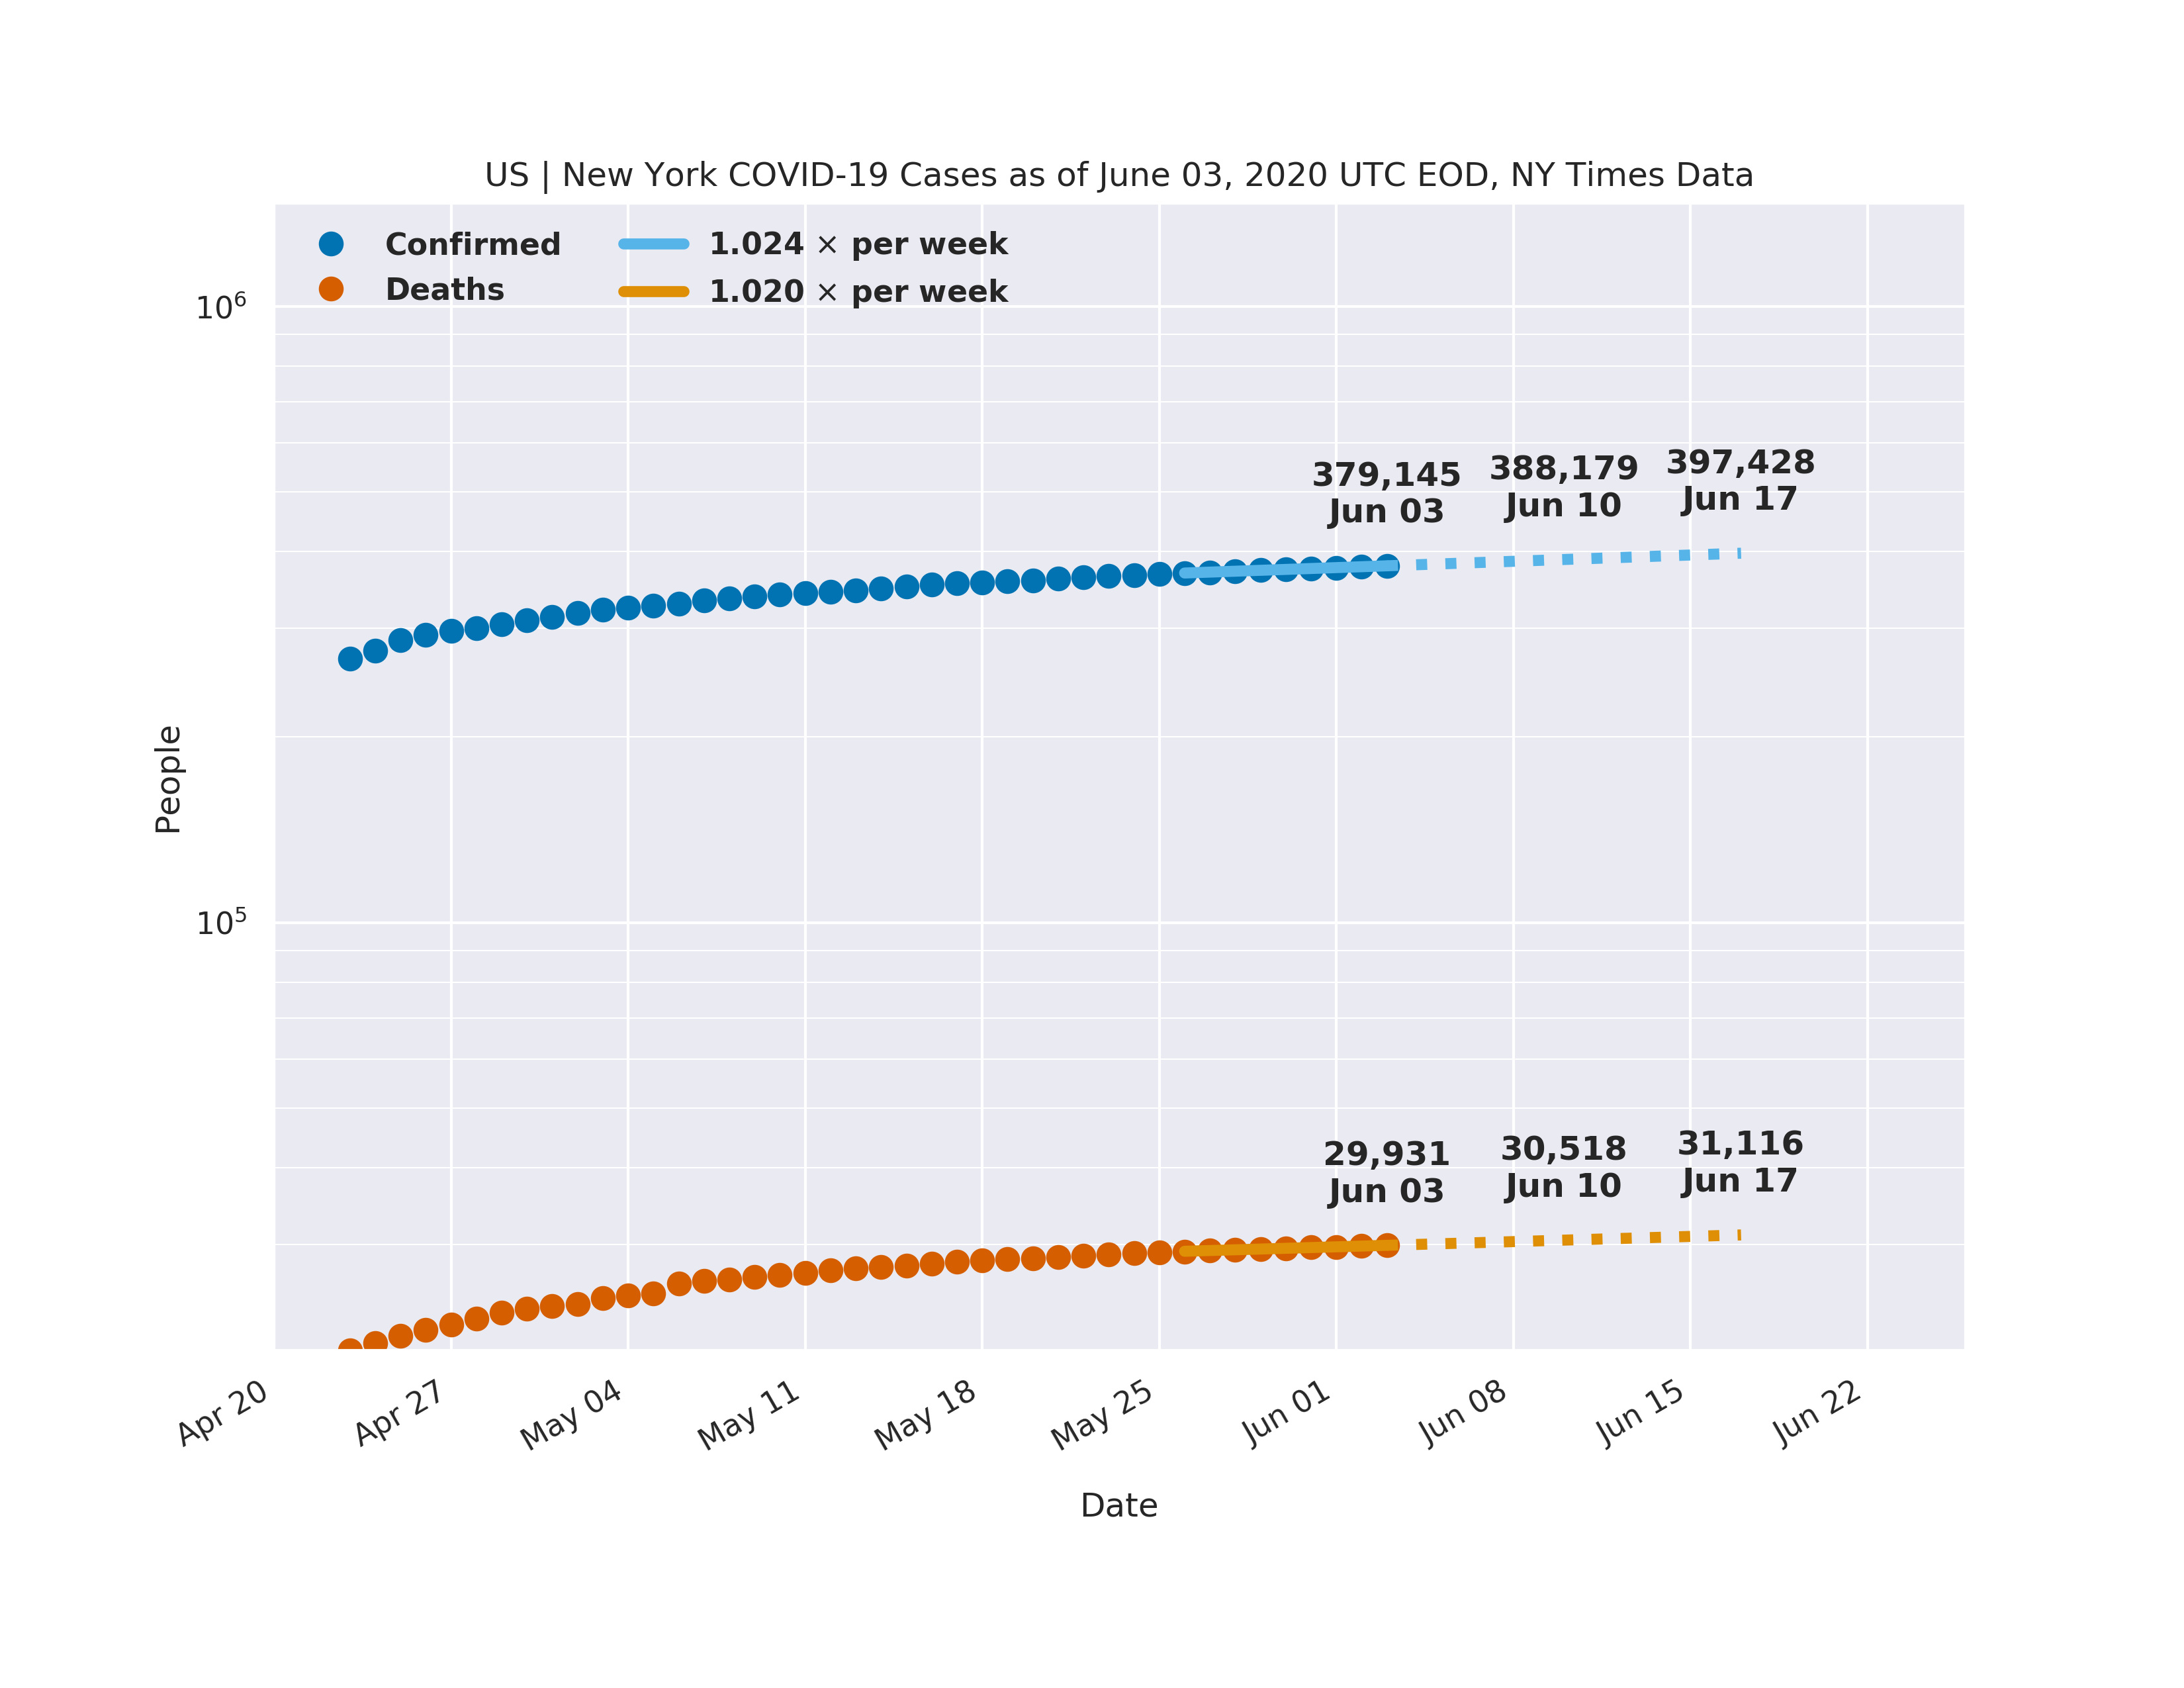 US | New York COVID-19 Cases as of June 03, 2020 UTC EOD, NY Times Data
Confirmed
Deaths
1.024 × per week
1.020 × per week
10⁶
10⁵
People
379,145
Jun 03
388,179
Jun 10
397,428
Jun 17
29,931
Jun 03
30,518
Jun 10
31,116
Jun 17
Apr 20
Apr 27
May 04
May 11
May 18
May 25
Jun 01
Jun 08
Jun 15
Jun 22
Date